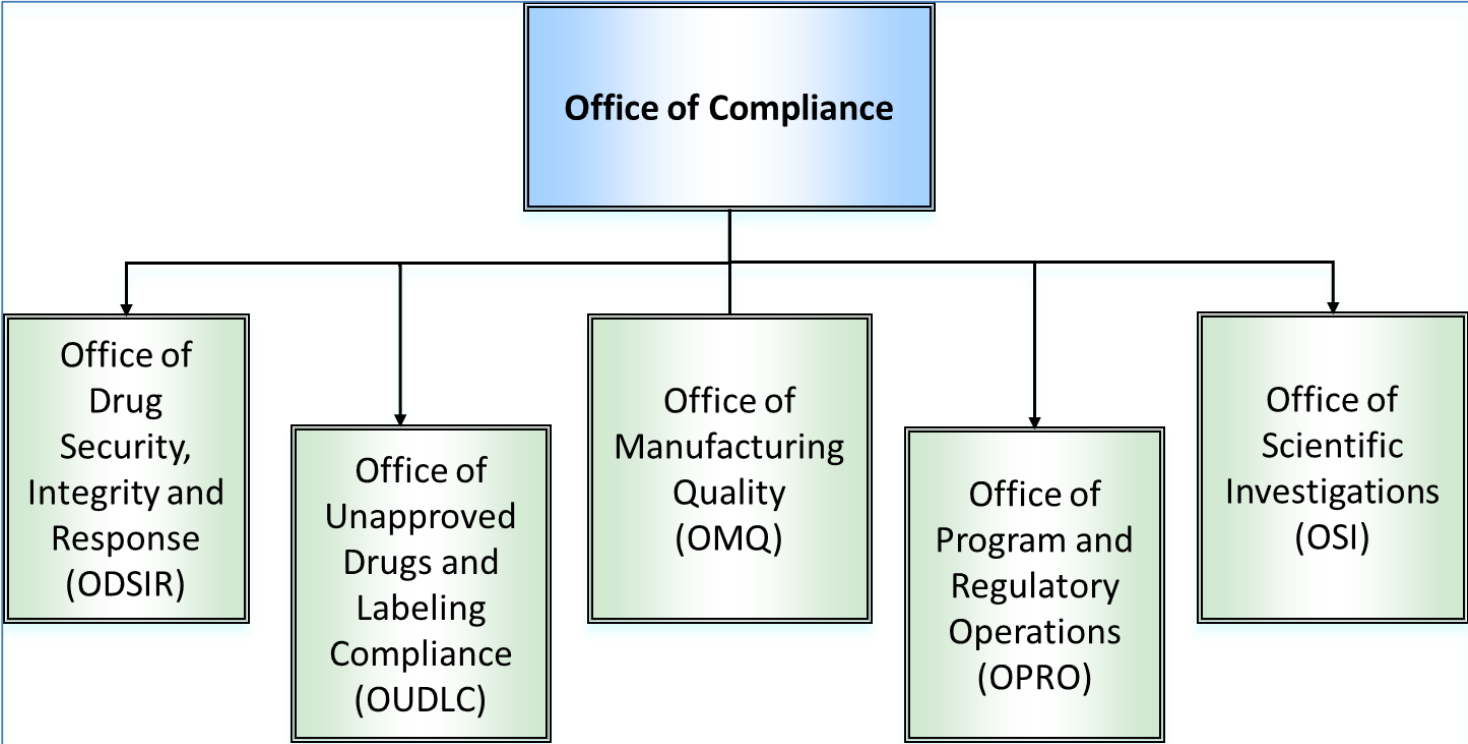 Office of Compliance
Office of
Drug
Security,
Integrity and
Response
(ODSIR)
Office of
Unapproved
Drugs and
Labeling
Compliance
(OUDLC)
Office of
Manufacturing
Quality
(OMQ)
Office of
Program and
Regulatory
Operations
(OPRO)
Office of
Scientific
Investigations
(OSI)